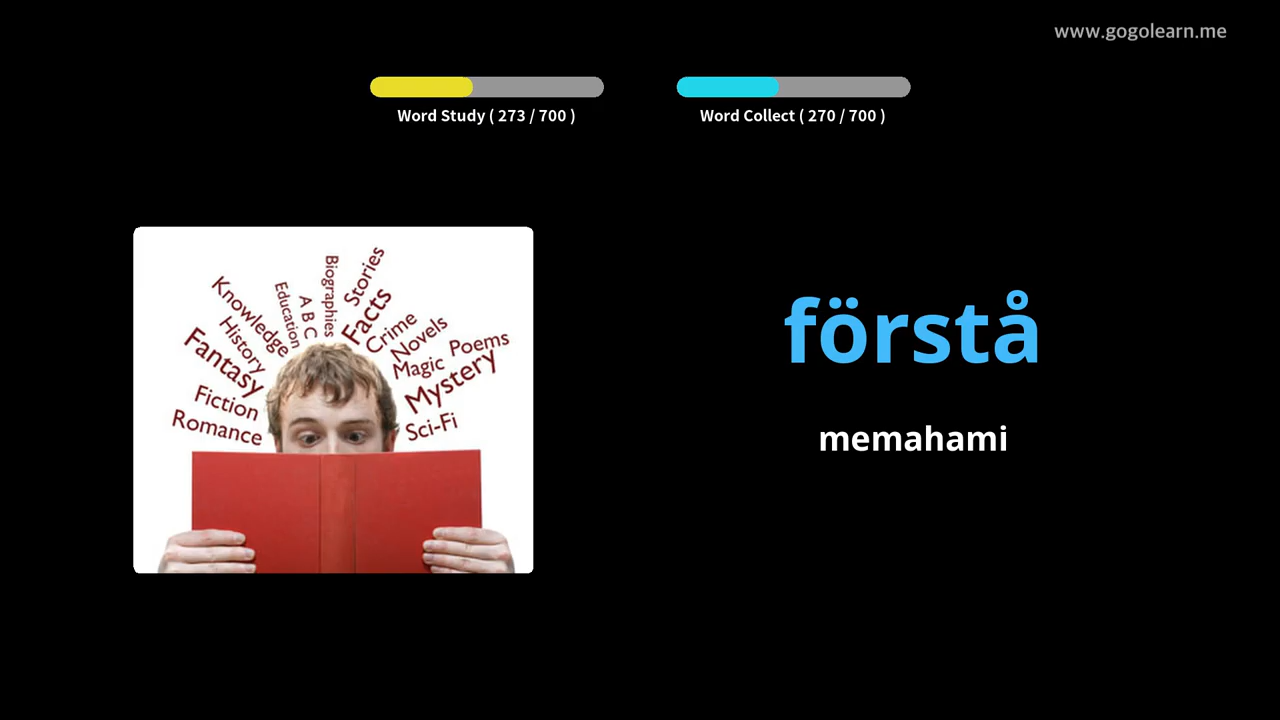 www.gogolearn.me
Word Study ( 273 / 700 )
Word Collect ( 270 / 700 )
Stories
Biographies
Facts
Education
A B C
Knowledge
Crime
History
Novels
Poems
Fantasy
Magic
Mystery
Fiction
Sci-Fi
Romance
förstå
memahami